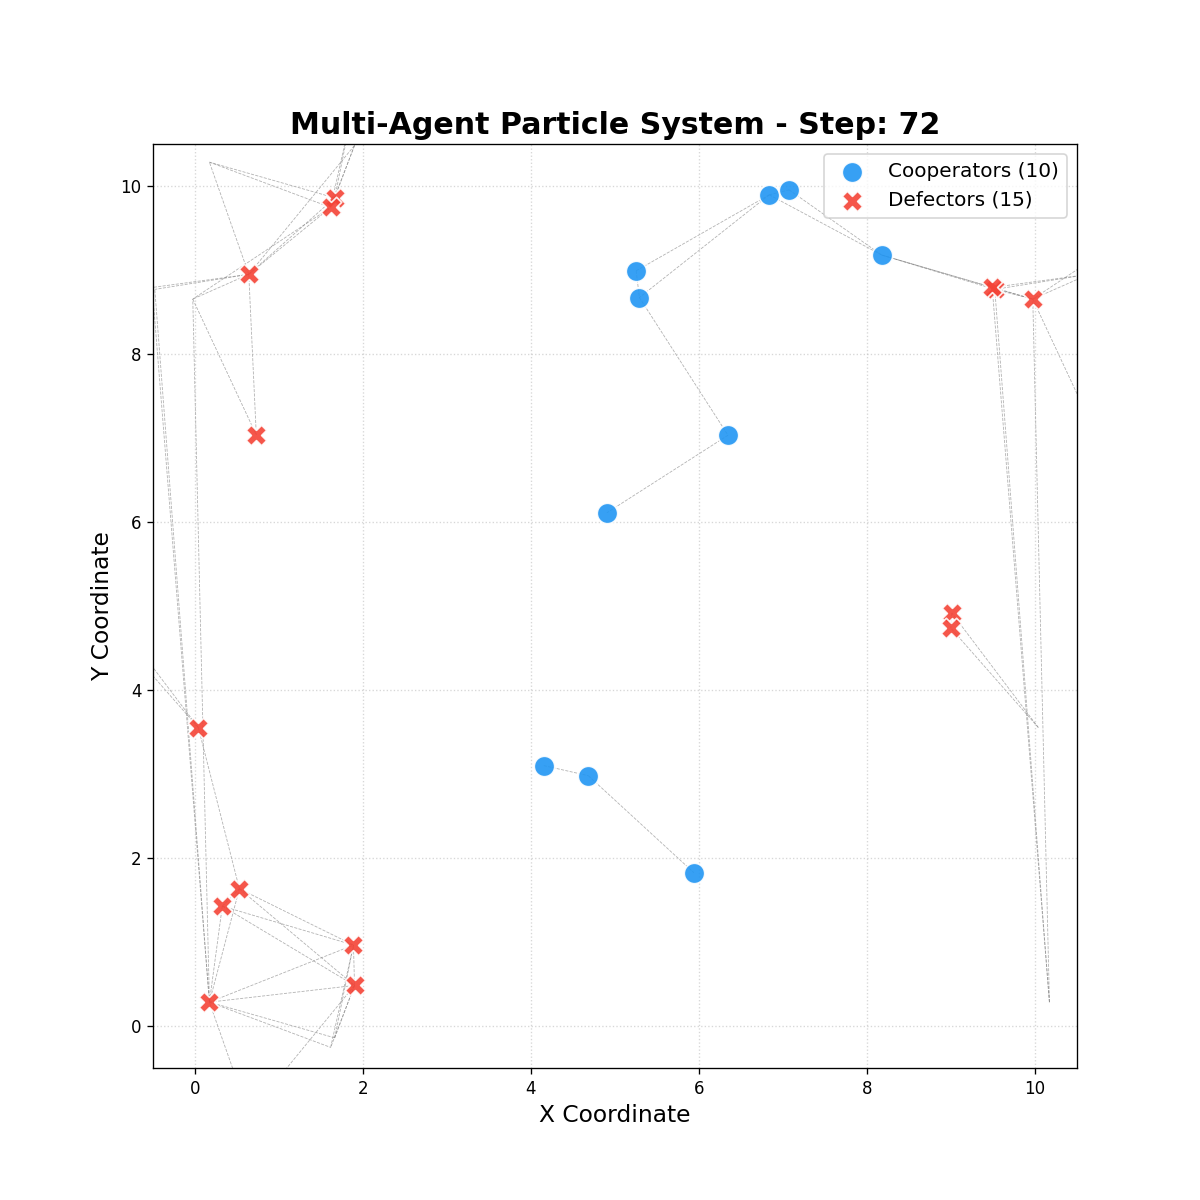 Multi-Agent Particle System - Step: 72
Cooperators (10)
Defectors (15)
Y Coordinate
10
8
6
4
2
0
0 2 4 6 8 10
X Coordinate